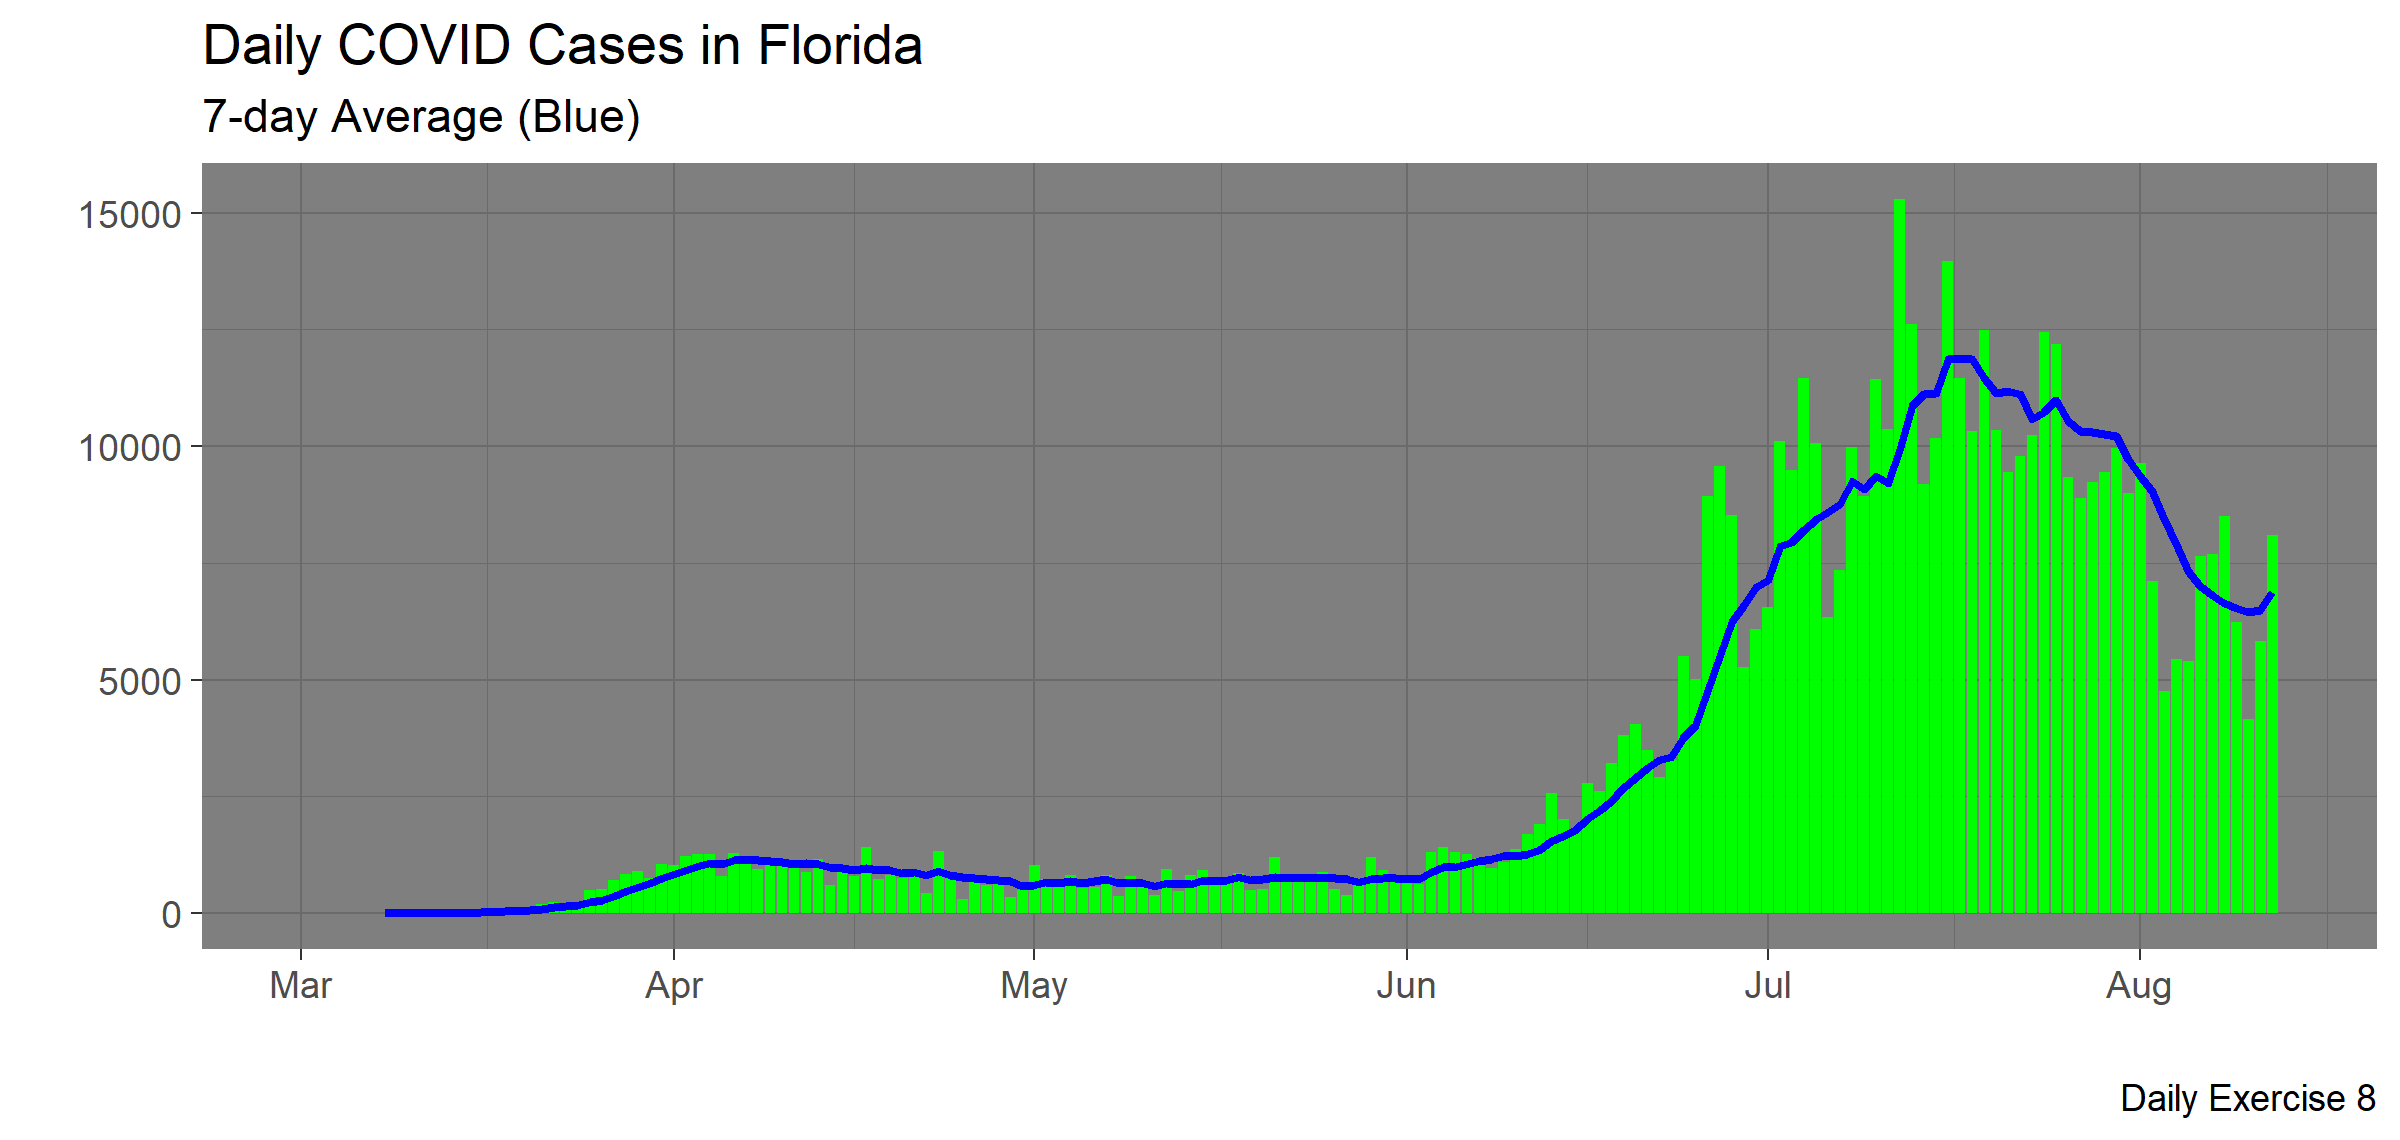 Daily COVID Cases in Florida
7-day Average (Blue)
15000
10000
5000
0
Mar Apr May Jun Jul Aug
Daily Exercise 8